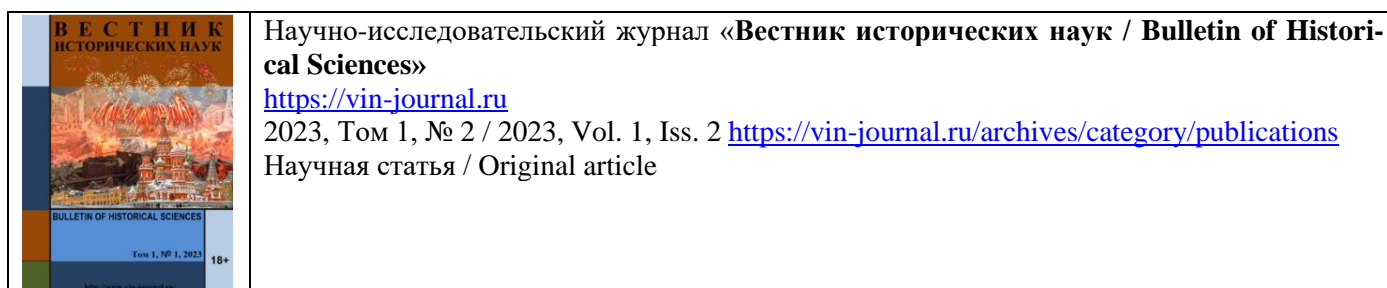 ВЕСТНИК
ИСТОРИЧЕСКИХ НАУК
BULLETIN OF HISTORICAL SCIENCES
Том 1, № 1, 2023
18+
Научно-исследовательский журнал «Вестник исторических наук / Bulletin of Histori-
cal Sciences»
https://vin-journal.ru
2023, Том 1, № 2 / 2023, Vol. 1, Iss. 2 https://vin-journal.ru/archives/category/publications
Научная статья / Original article